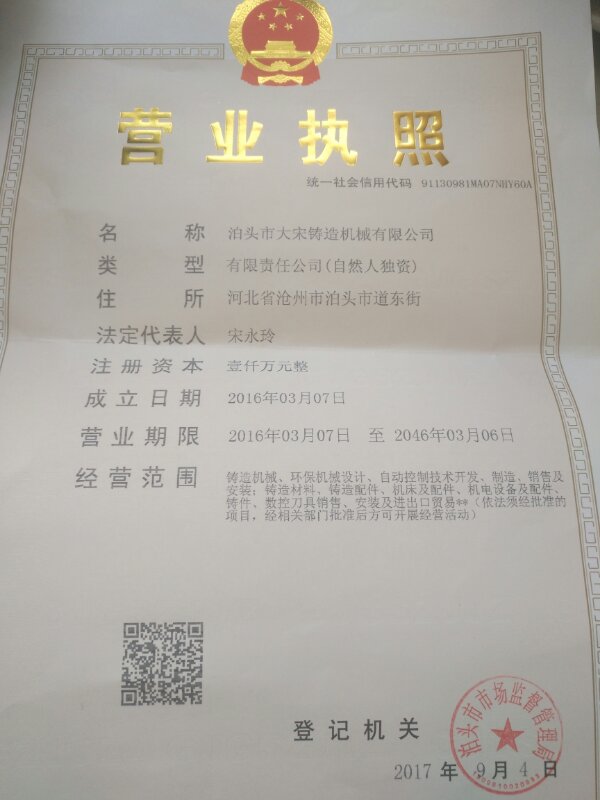 营业执照
统一社会信用代码 91130981MA07NHY60A
名称 泊头市大宋铸造机械有限公司
类型 有限责任公司(自然人独资)
住所 河北省沧州市泊头市道东街
法定代表人 宋永玲
注册资本 壹仟万元整
成立日期 2016年03月07日
营业期限 2016年03月07日 至 2046年03月06日
经营范围 铸造机械、环保机械设计、自动控制技术开发、制造、销售及
安装;铸造材料、铸造配件、机床及配件、机电设备及配件、
铸件、数控刀具销售、安装及进出口贸易**(依法须经批准的
项目,经相关部门批准后方可开展经营活动)
登记机关
泊头市市场监督管理局
2017年9月4日